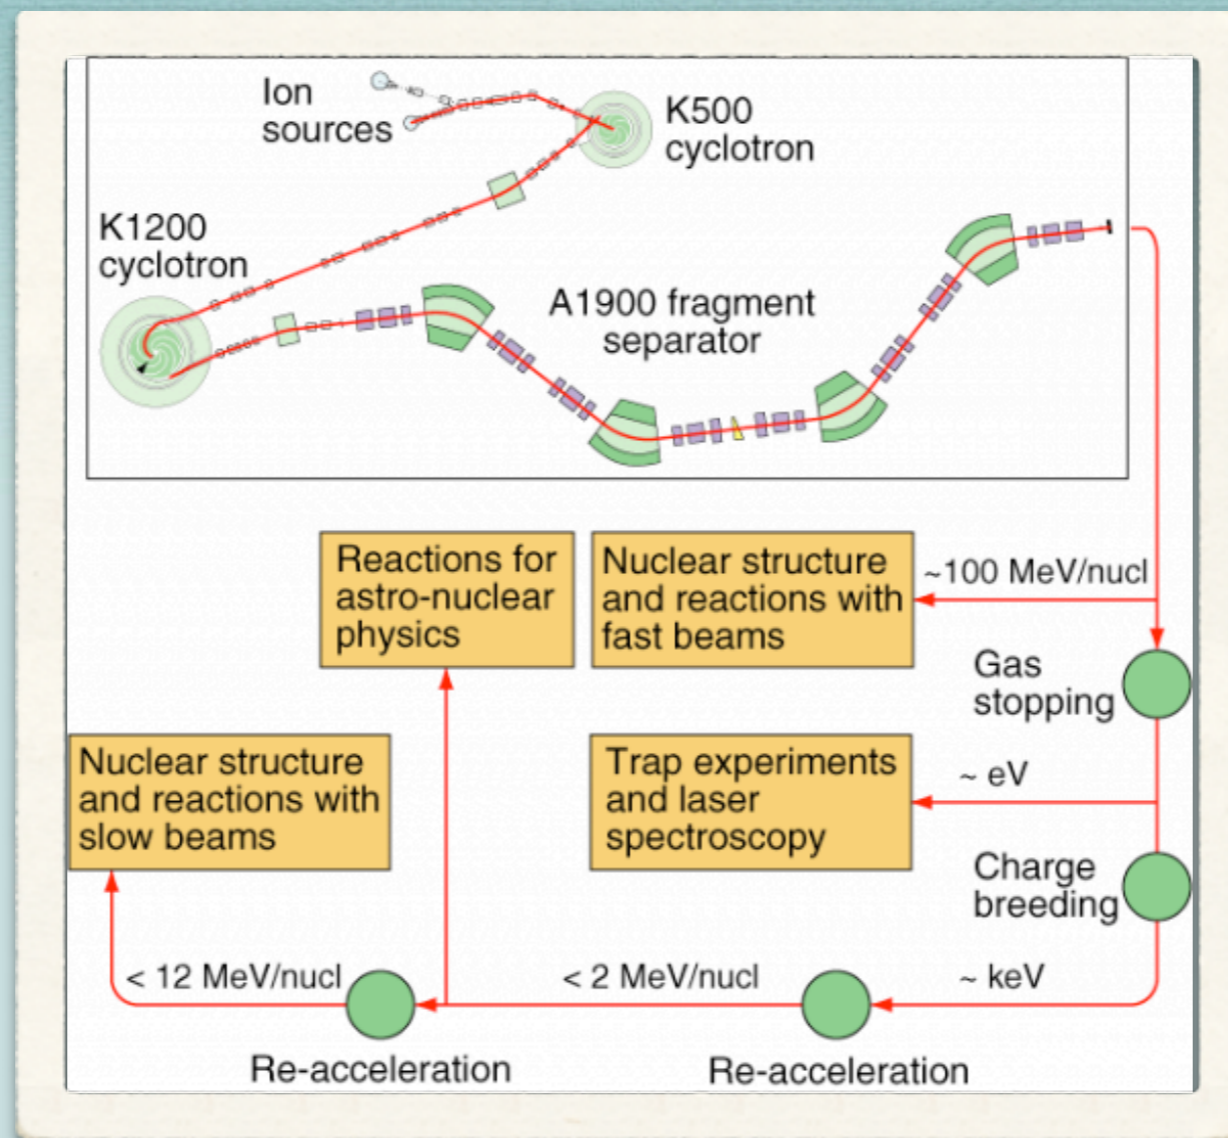 Ion
sources
K500
cyclotron
K1200
cyclotron
A1900 fragment
separator
Reactions for
astro-nuclear
physics
Nuclear structure
and reactions with
fast beams
~100 MeV/nucl
Gas
stopping
Nuclear structure
and reactions with
slow beams
Trap experiments
and laser
spectroscopy
~ eV
Charge
breeding
< 12 MeV/nucl
< 2 MeV/nucl
~ keV
Re-acceleration
Re-acceleration